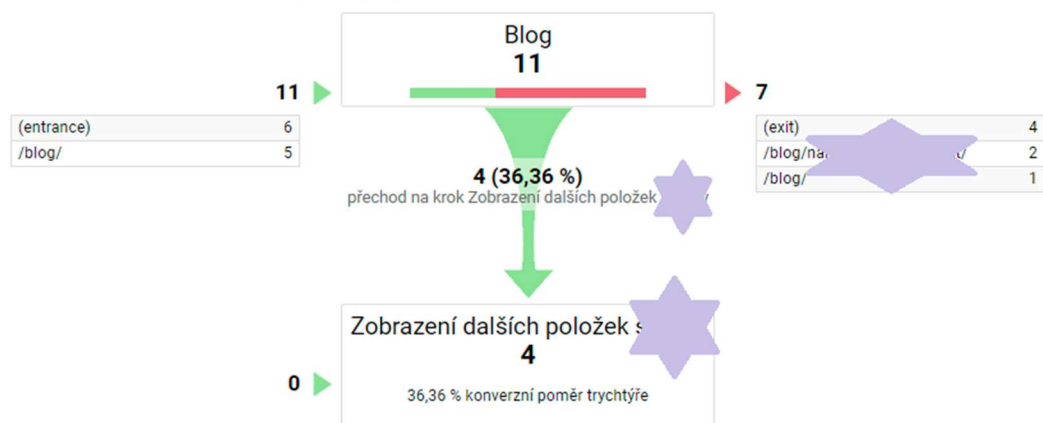 Blog
11
11
(entrance) 6
/blog/ 5
7
(exit) 4
/blog/ 2
/blog/ 1
4 (36,36 %)
přechod na krok Zobrazení dalších položek
Zobrazení dalších položek
4
0
36,36 % konverzní poměr trychtýře